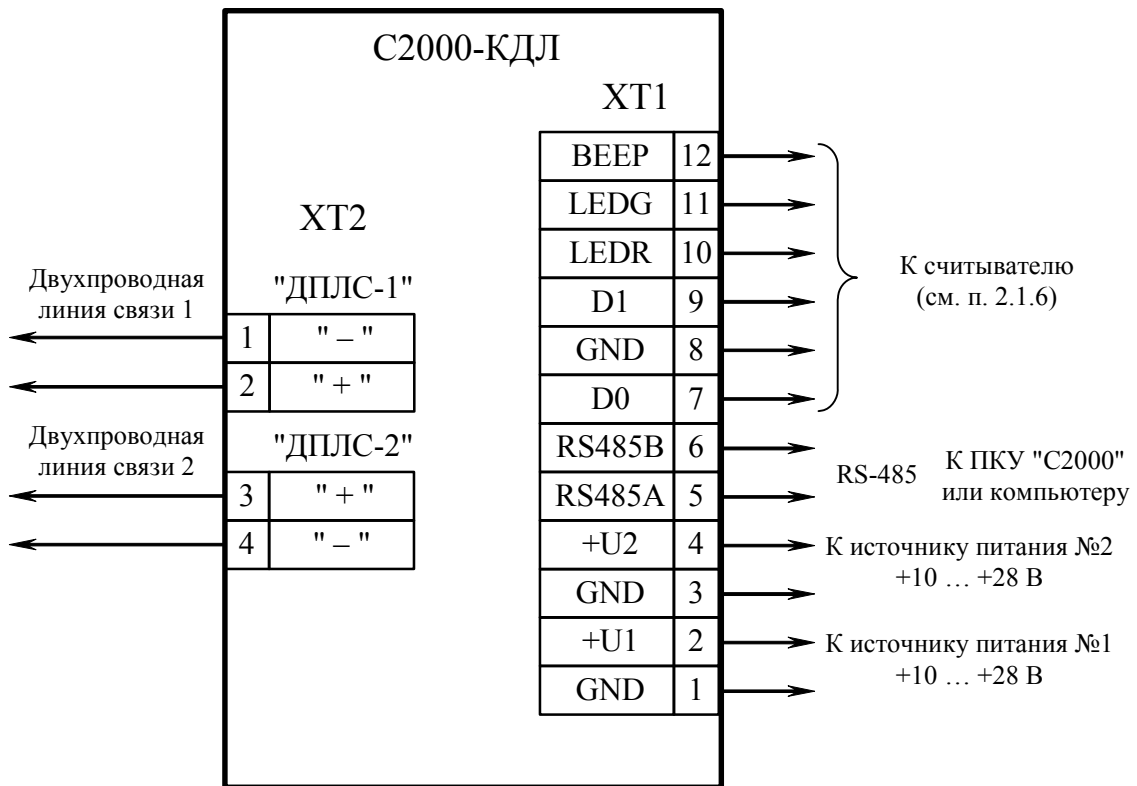 С2000-КДЛ
XT1
BEEP 12
LEDG 11
LEDR 10
D1 9
GND 8
D0 7
RS485B 6
RS485A 5
+U2 4
GND 3
+U1 2
GND 1
К считывателю
(см. п. 2.1.6)
RS-485
К ПКУ "С2000"
или компьютеру
К источнику питания №2
+10 … +28 В
К источнику питания №1
+10 … +28 В
XT2
"ДПЛС-1"
1 " – "
2 " + "
"ДПЛС-2"
3 " + "
4 " – "
Двухпроводная
линия связи 1
Двухпроводная
линия связи 2